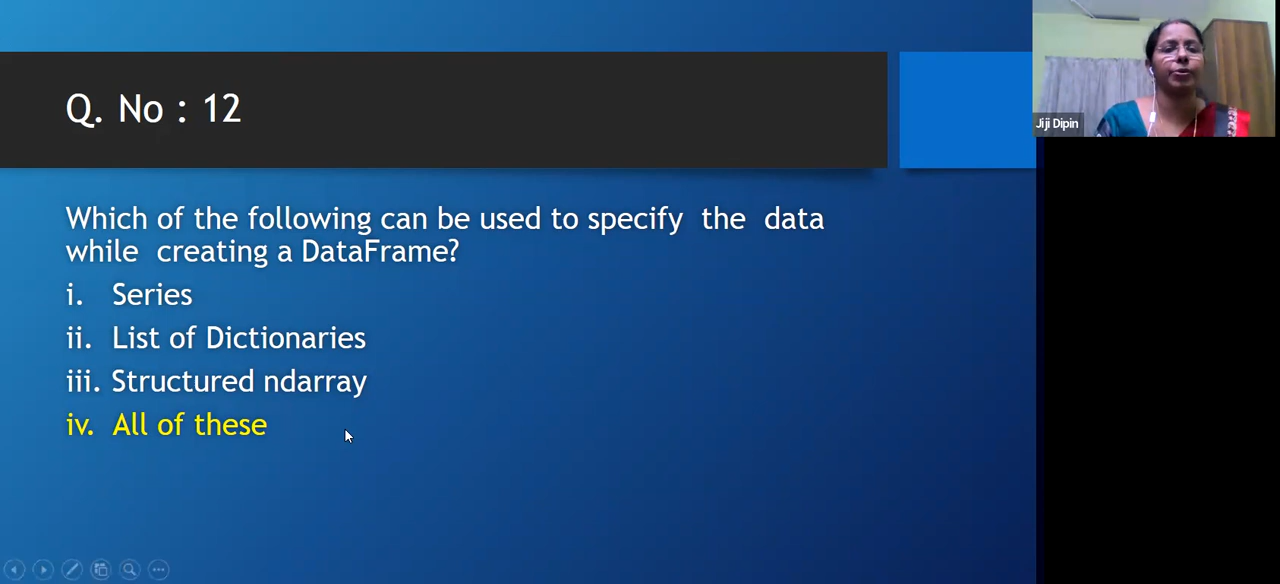 Q. No : 12
Jiji Dipin
Which of the following can be used to specify the data
while creating a DataFrame?
i. Series
ii. List of Dictionaries
iii. Structured ndarray
iv. All of these